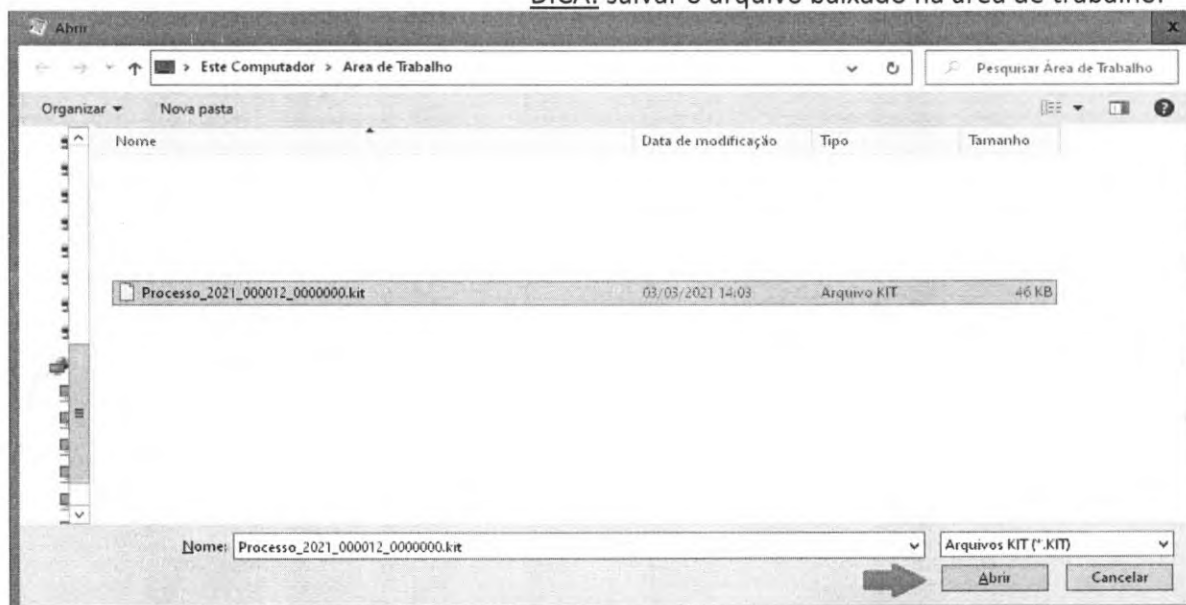 DICA: salvar o arquivo baixado na área de trabalho.
Abrir
Este Computador > Área de Trabalho
Pesquisar Área de Trabalho
Organizar
Nova pasta
Nome Data de modificação Tipo Tamanho
Processo_2021_000012_0000000.kit 03/03/2021 14:03 Arquivo KIT 46 KB
Nome: Processo_2021_000012_0000000.kit Arquivos KIT (*.KIT)
Abrir Cancelar